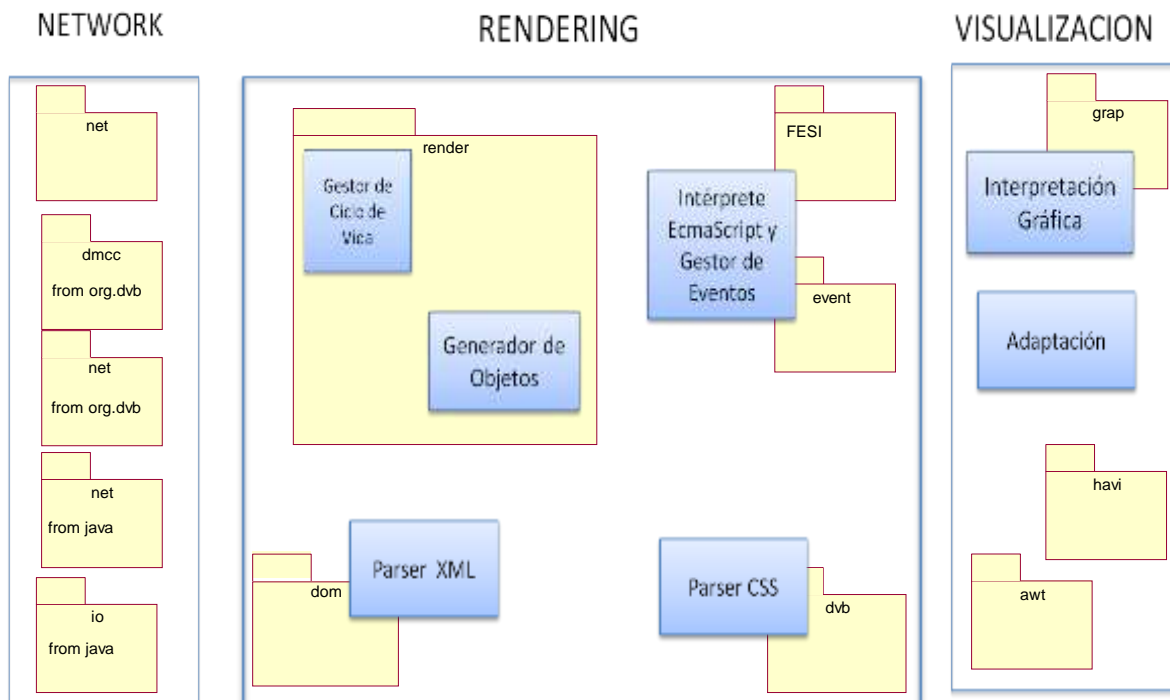 NETWORK
net
dmcc
from org.dvb
net
from org.dvb
net
from java
io
from java
RENDERING
render
Gestor de
Ciclo de
Vida
Generador de
Objetos
FESI
Intérprete
EcmaScript y
Gestor de
Eventos
event
Parser XML
dom
Parser CSS
dvb
VISUALIZACION
grap
Interpretación
Gráfica
Adaptación
havi
awt